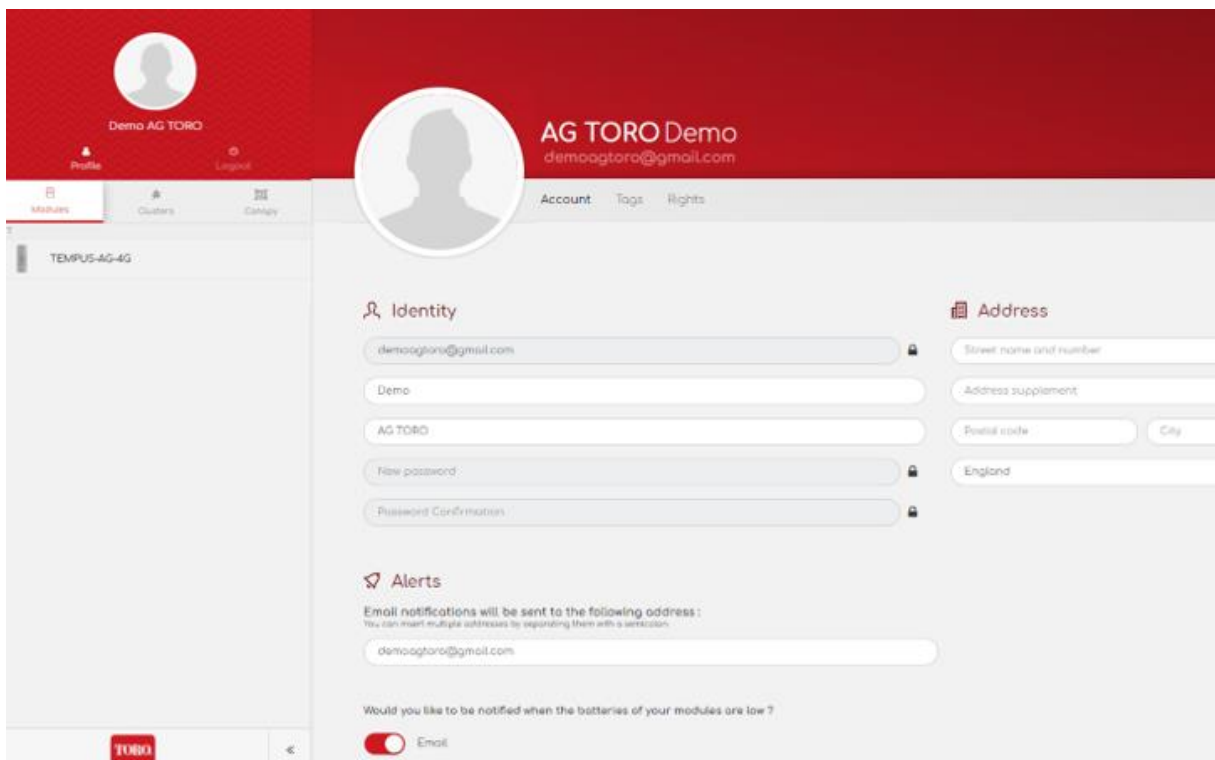 Demo AG TORO
Profile
Logout
Modules
Clusters
Canopy
T
TEMPUS-AG-4G
TORO
AG TORO Demo
demoagtoro@gmail.com
Account Tags Rights
Identity
demoagtoro@gmail.com
Demo
AG TORO
New password
Password Confirmation
Address
Street name and number
Address supplement
Postal code City
England
Alerts
Email notifications will be sent to the following address :
You can insert multiple addresses by separating them with a semicolon
demoagtoro@gmail.com
Would you like to be notified when the batteries of your modules are low ?
Email